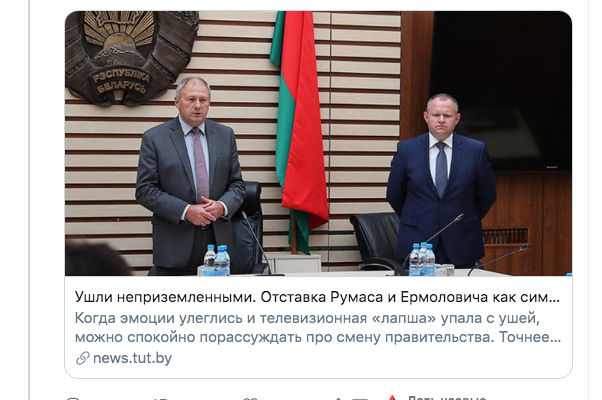 РЭСПУБЛІКА
БЕЛАРУСЬ
Ушли неприземленными. Отставка Румаса и Ермоловича как сим...
Когда эмоции улеглись и телевизионная «лапша» упала с ушей,
можно спокойно порассуждать про смену правительства. Точнее...
news.tut.by